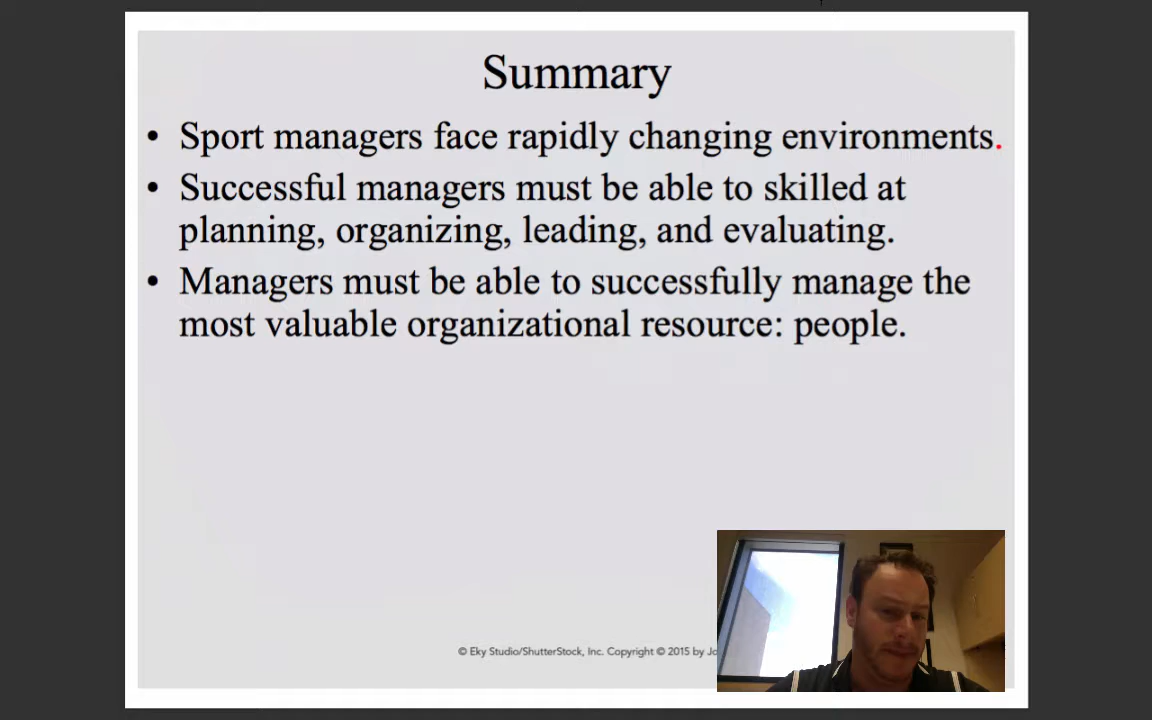 Summary
• Sport managers face rapidly changing environments.
• Successful managers must be able to skilled at
planning, organizing, leading, and evaluating.
• Managers must be able to successfully manage the
most valuable organizational resource: people.
© Eky Studio/ShutterStock, Inc. Copyright © 2015 by